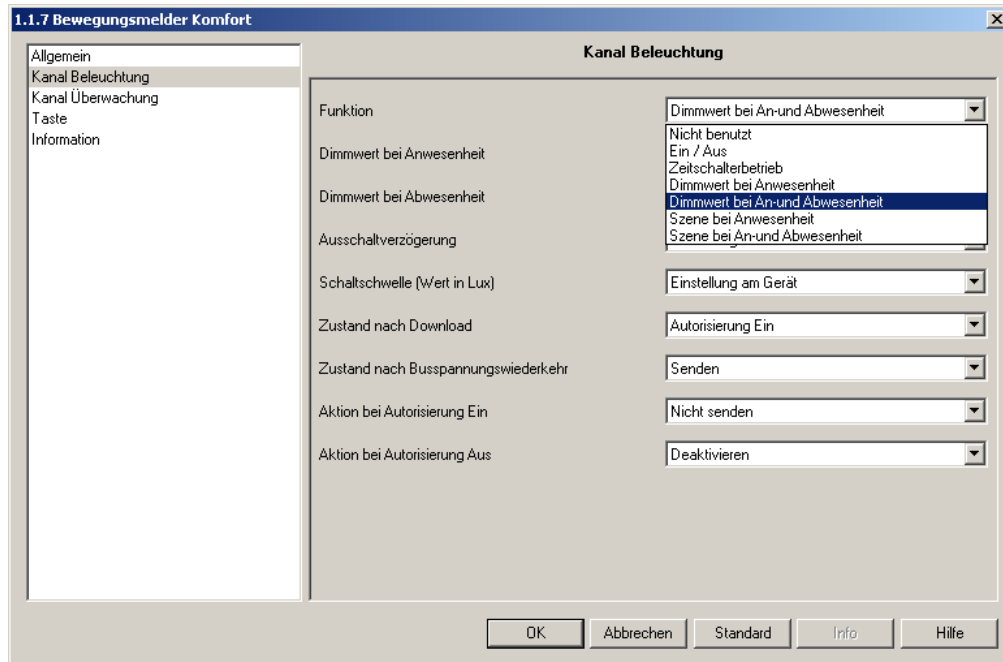 1.1.7 Bewegungsmelder Komfort
Allgemein
Kanal Beleuchtung
Kanal Überwachung
Taste
Information
Kanal Beleuchtung
Funktion
Dimmwert bei An-und Abwesenheit
Nicht benutzt
Ein / Aus
Zeitschalterbetrieb
Dimmwert bei Anwesenheit
Dimmwert bei An-und Abwesenheit
Szene bei Anwesenheit
Szene bei An-und Abwesenheit
Dimmwert bei Anwesenheit
Dimmwert bei Abwesenheit
Ausschaltverzögerung
Schaltschwelle (Wert in Lux)
Einstellung am Gerät
Zustand nach Download
Autorisierung Ein
Zustand nach Busspannungswiederkehr
Senden
Aktion bei Autorisierung Ein
Nicht senden
Aktion bei Autorisierung Aus
Deaktivieren
OK
Abbrechen
Standard
Info
Hilfe